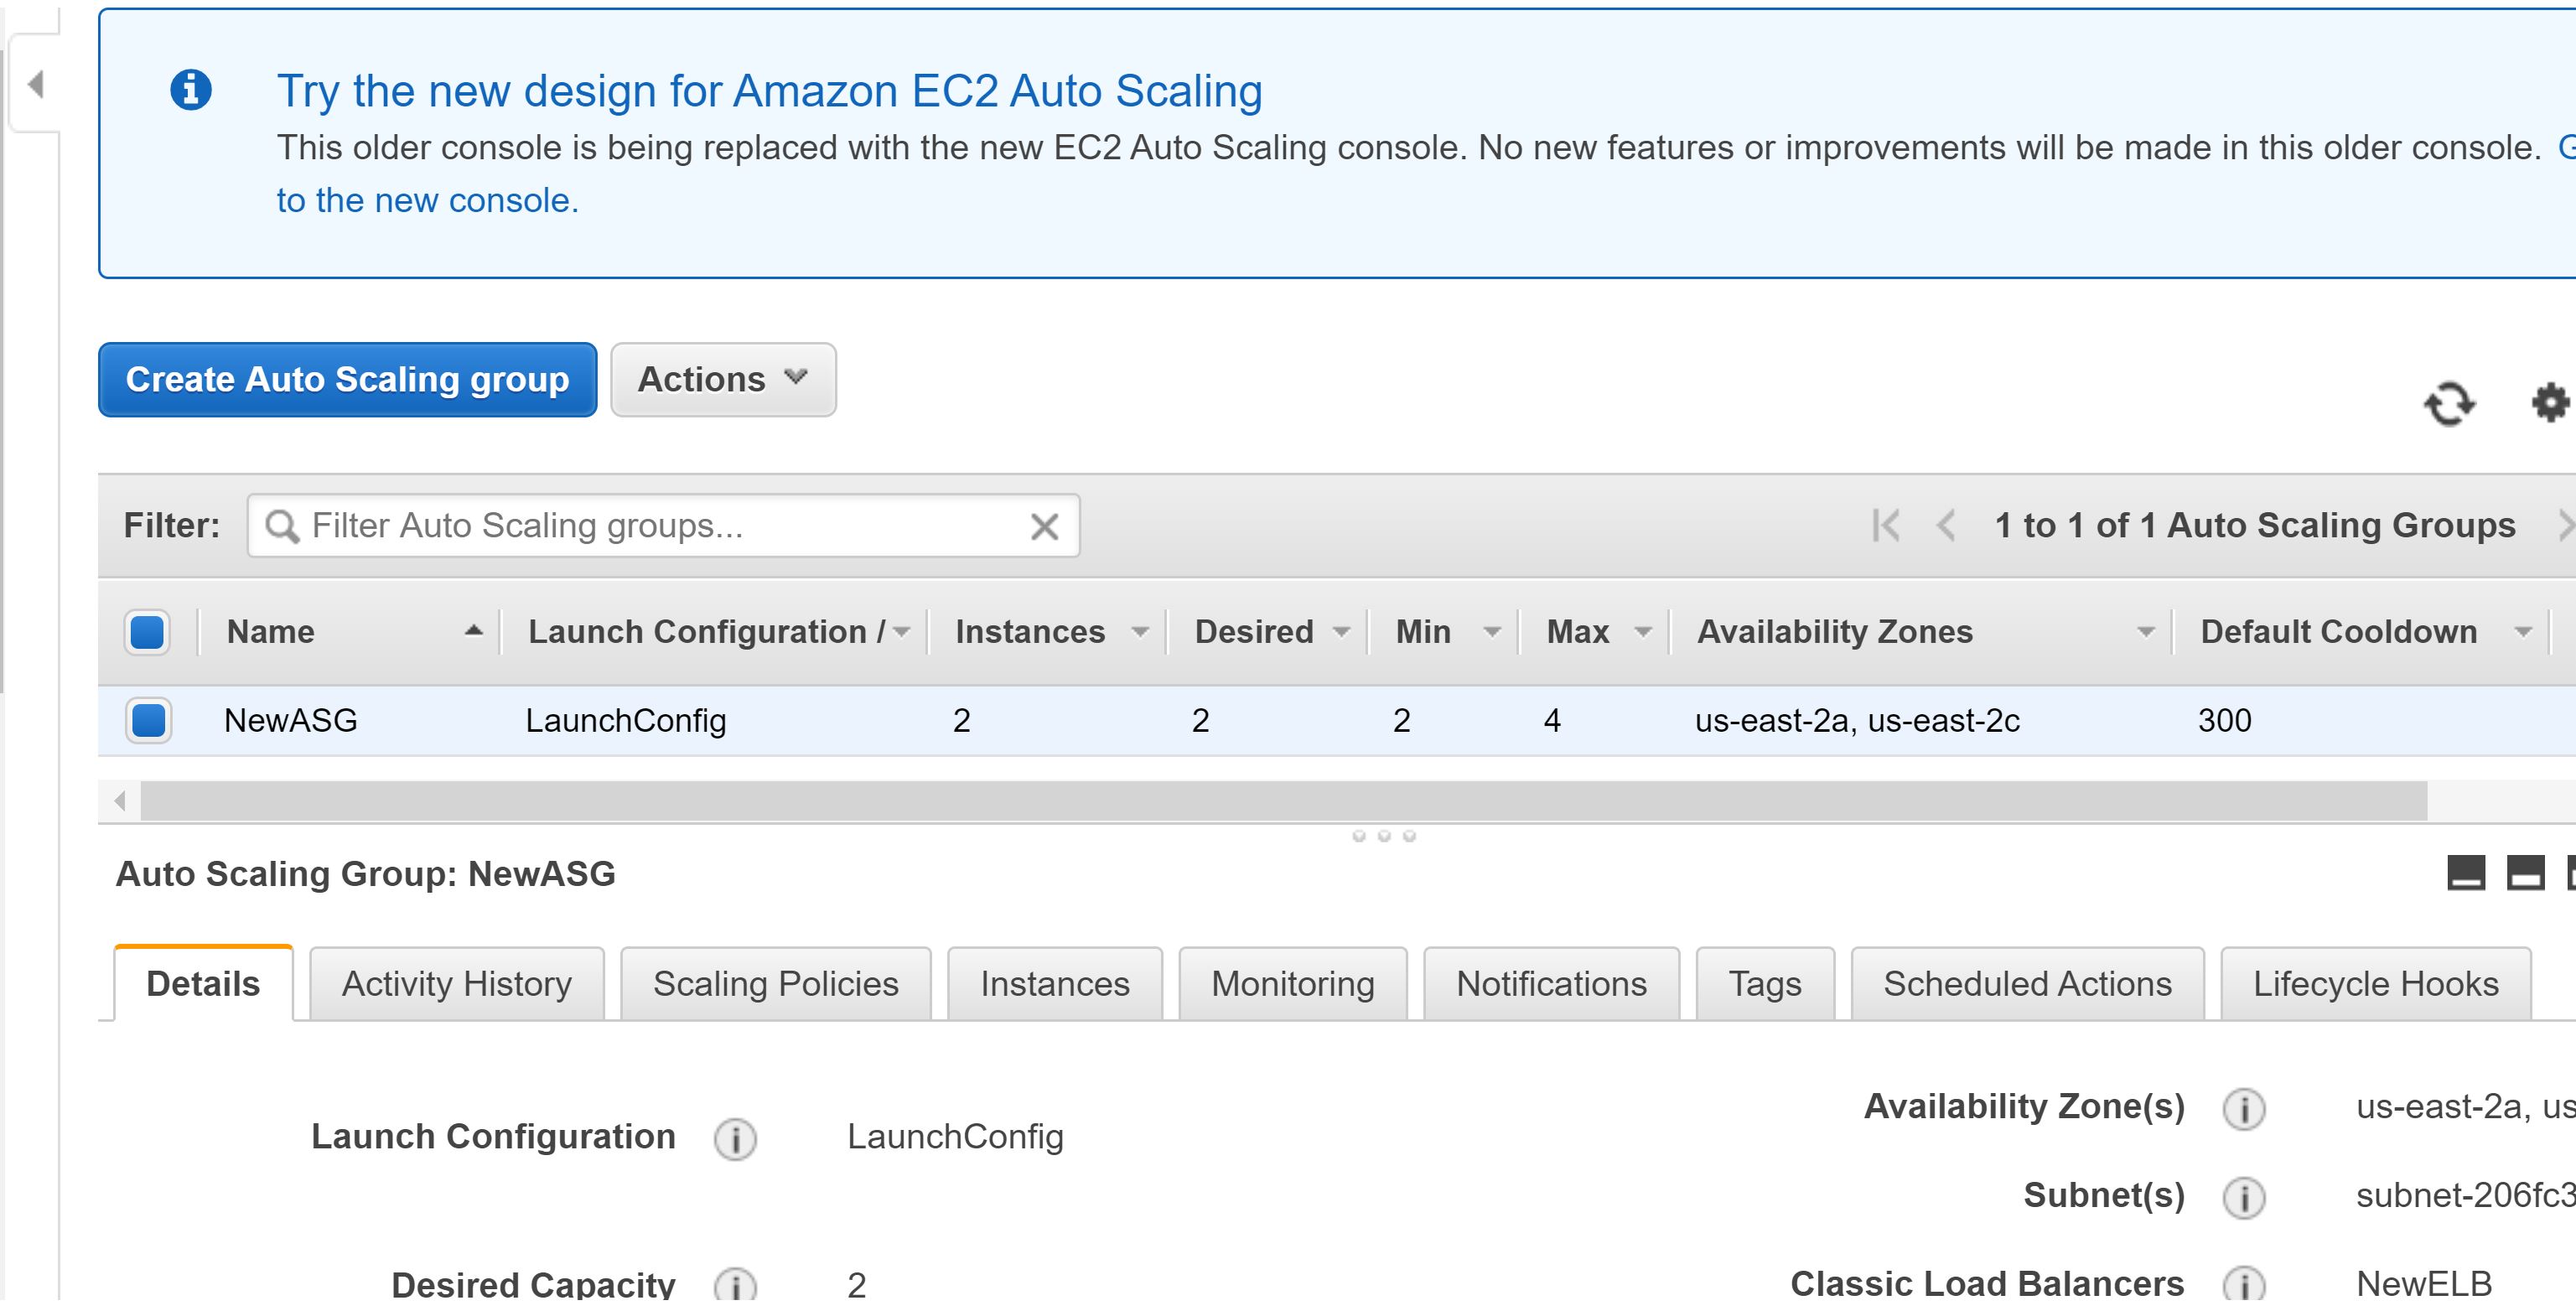 Try the new design for Amazon EC2 Auto Scaling
This older console is being replaced with the new EC2 Auto Scaling console. No new features or improvements will be made in this older console.
to the new console.
Create Auto Scaling group Actions
Filter: Filter Auto Scaling groups... 1 to 1 of 1 Auto Scaling Groups
Name Launch Configuration / Instances Desired Min Max Availability Zones Default Cooldown
NewASG LaunchConfig 2 2 2 4 us-east-2a, us-east-2c 300
Auto Scaling Group: NewASG
Details Activity History Scaling Policies Instances Monitoring Notifications Tags Scheduled Actions Lifecycle Hooks
Availability Zone(s) us-east-2a, us
Launch Configuration LaunchConfig
Subnet(s) subnet-206fc3
Desired Capacity 2 Classic Load Balancers NewELB